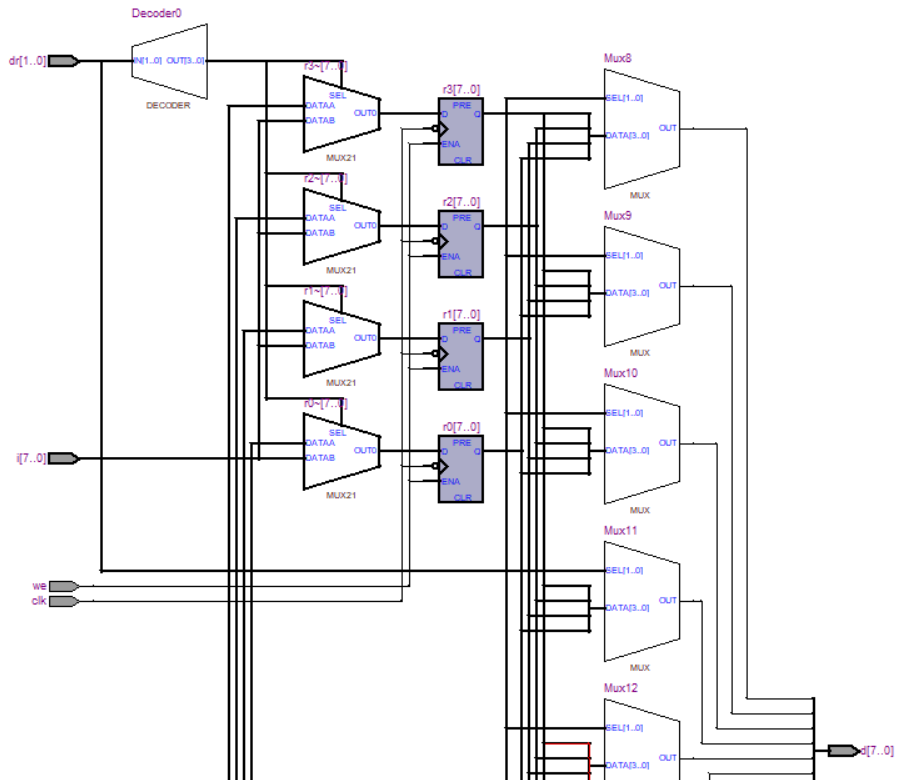 Decoder0
dr[1..0]
IN[1..0] OUT[3..0]
DECODER
r3~[7..0]
SEL
DATAA
DATAB
OUT0
MUX21
r3[7..0]
PRE
D
Q
ENA
CLR
Mux8
SEL[1..0]
DATA[3..0]
OUT
MUX
r2~[7..0]
SEL
DATAA
DATAB
OUT0
MUX21
r2[7..0]
PRE
D
Q
ENA
CLR
Mux9
SEL[1..0]
DATA[3..0]
OUT
MUX
r1~[7..0]
SEL
DATAA
DATAB
OUT0
MUX21
r1[7..0]
PRE
D
Q
ENA
CLR
Mux10
SEL[1..0]
DATA[3..0]
OUT
MUX
r0~[7..0]
SEL
DATAA
DATAB
OUT0
MUX21
r0[7..0]
PRE
D
Q
ENA
CLR
i[7..0]
Mux11
SEL[1..0]
DATA[3..0]
OUT
MUX
we
clk
Mux12
SEL[1..0]
DATA[3..0]
OUT
d[7..0]